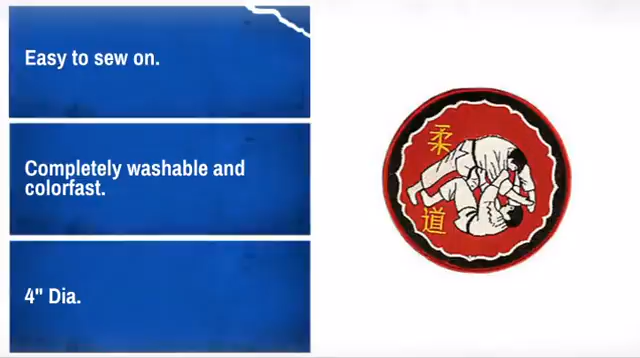 Easy to sew on.
Completely washable and
colorfast.
4" Dia.
柔
道